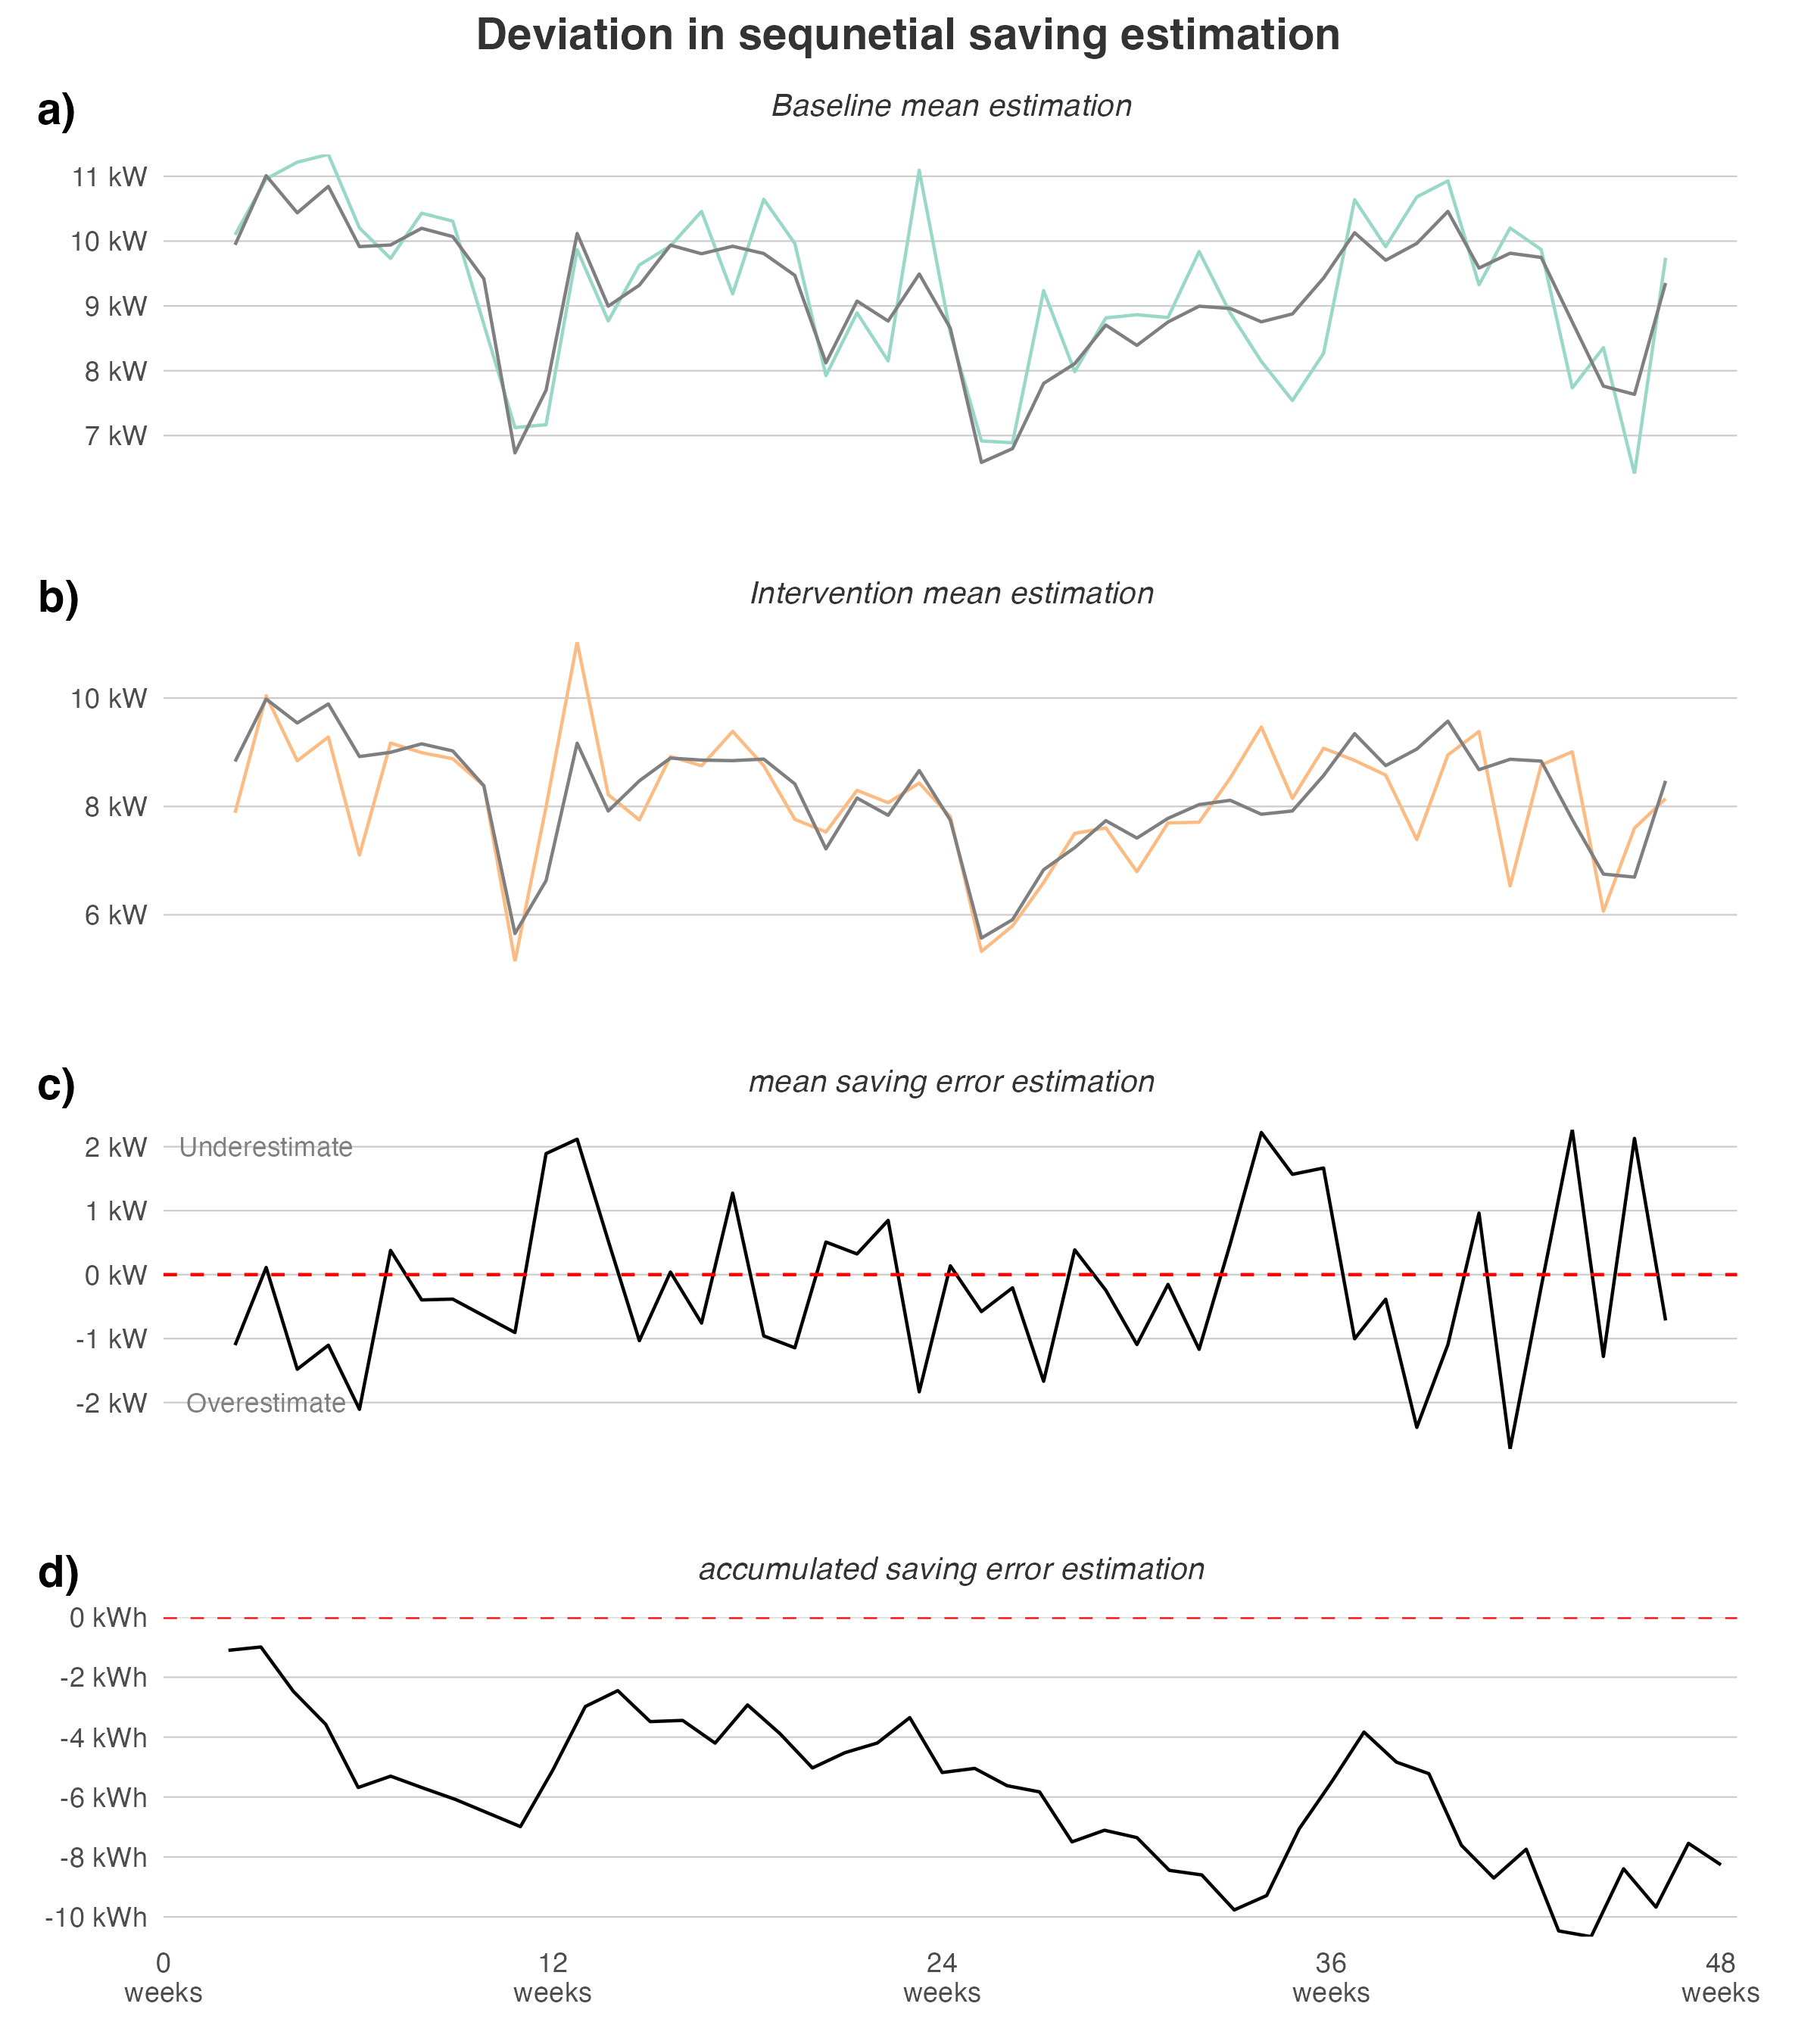 Deviation in sequnetial saving estimation
a)
Baseline mean estimation
11 kW
10 kW
9 kW
8 kW
7 kW
b)
Intervention mean estimation
10 kW
8 kW
6 kW
c)
mean saving error estimation
2 kW
Underestimate
1 kW
0 kW
-1 kW
-2 kW
Overestimate
d)
accumulated saving error estimation
0 kWh
-2 kWh
-4 kWh
-6 kWh
-8 kWh
-10 kWh
0 12 24 36 48
weeks weeks weeks weeks weeks